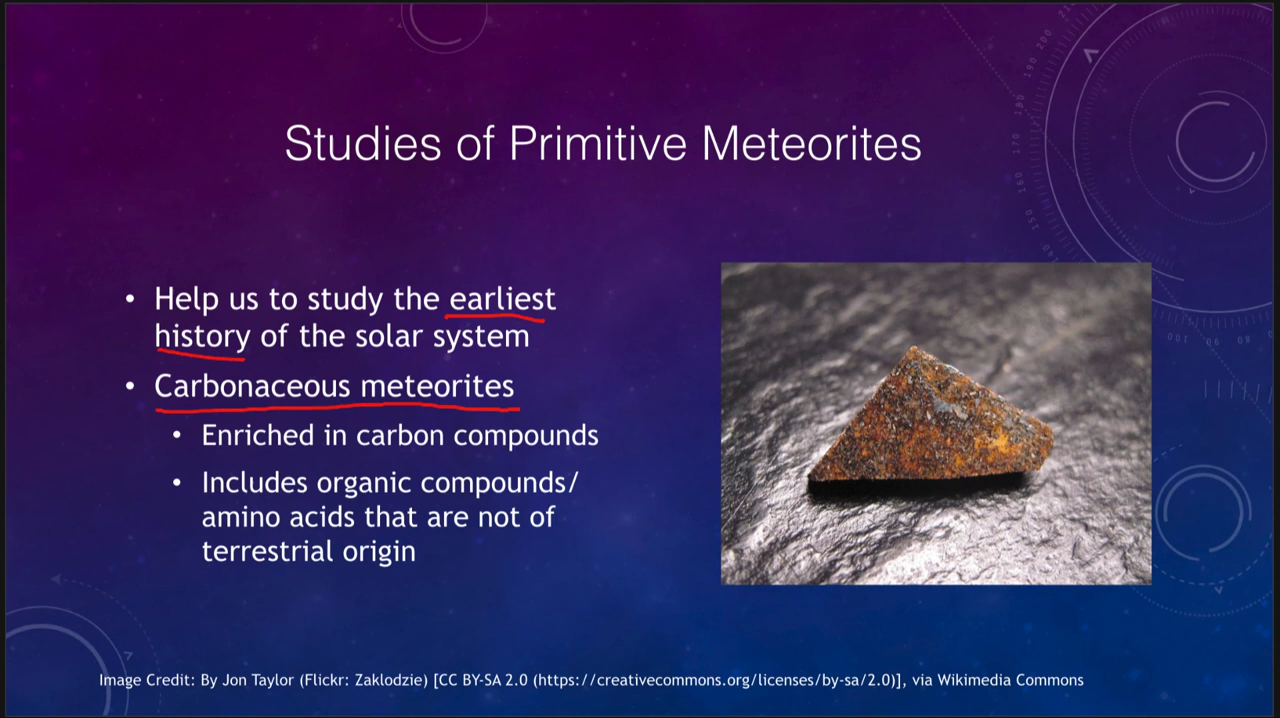 Studies of Primitive Meteorites
• Help us to study the earliest
history of the solar system
• Carbonaceous meteorites
• Enriched in carbon compounds
• Includes organic compounds/
amino acids that are not of
terrestrial origin
Image Credit: By Jon Taylor (Flickr: Zaklodzie) [CC BY-SA 2.0 (https://creativecommons.org/licenses/by-sa/2.0)], via Wikimedia Commons